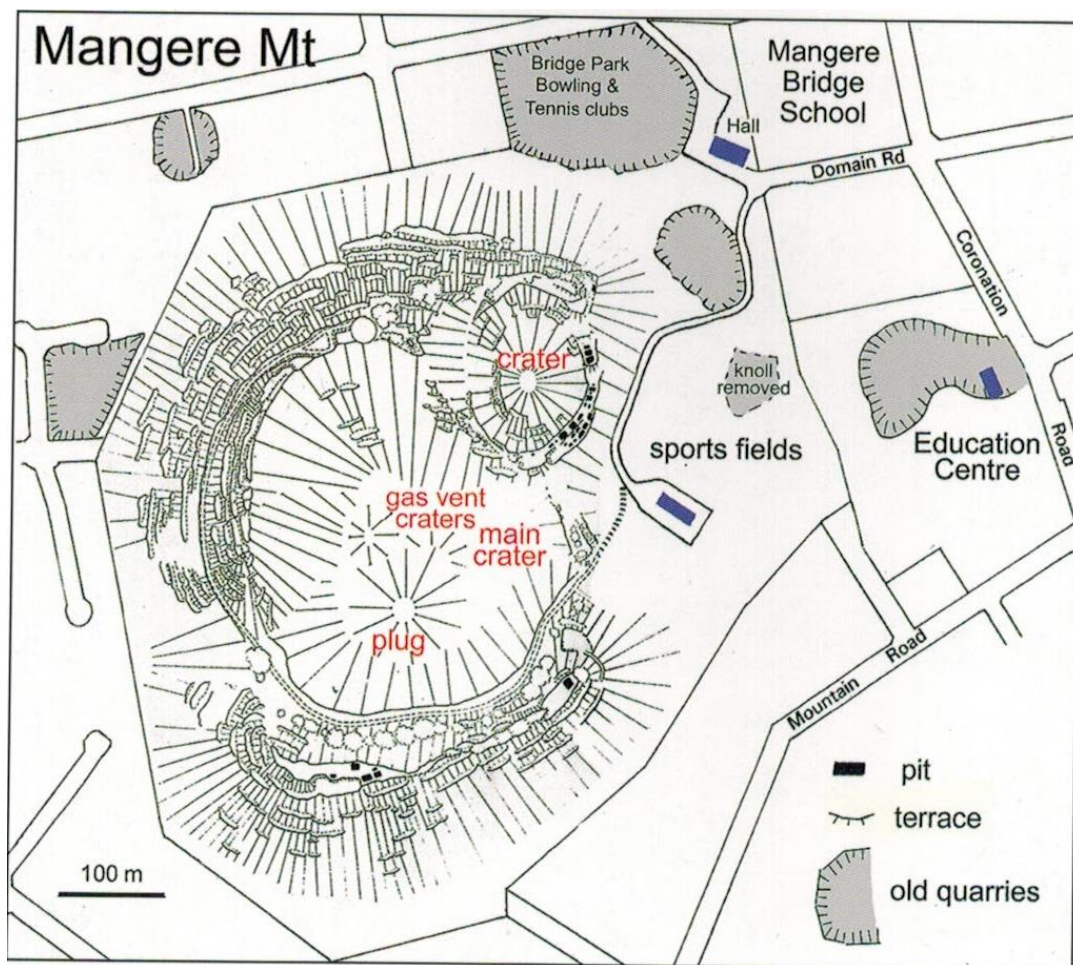 Mangere Mt
Bridge Park
Bowling &
Tennis clubs
Mangere
Bridge
School
Hall
Domain Rd
Coronation
Road
crater
knoll
removed
sports fields
Education
Centre
gas vent
craters
main
crater
plug
Mountain
Road
pit
terrace
old quarries
100 m